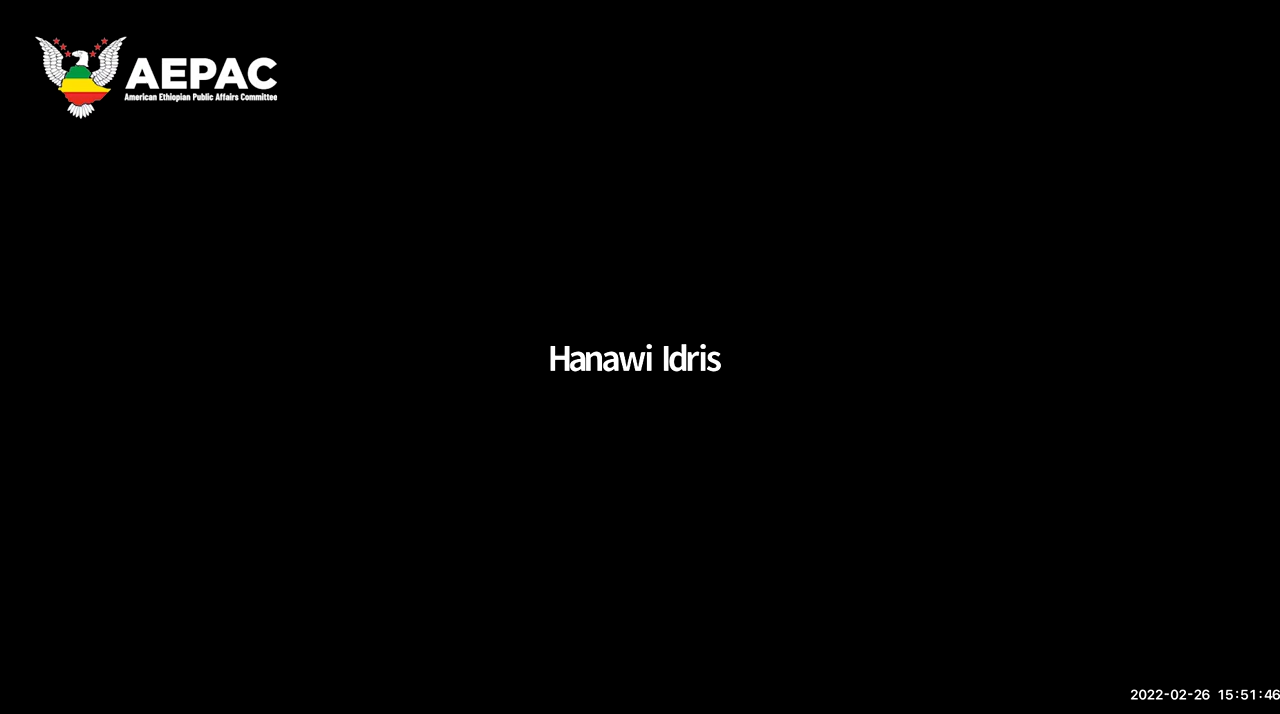 AEPAC
American Ethiopian Public Affairs Committee
Hanawi Idris
2022-02-26 15:51:46